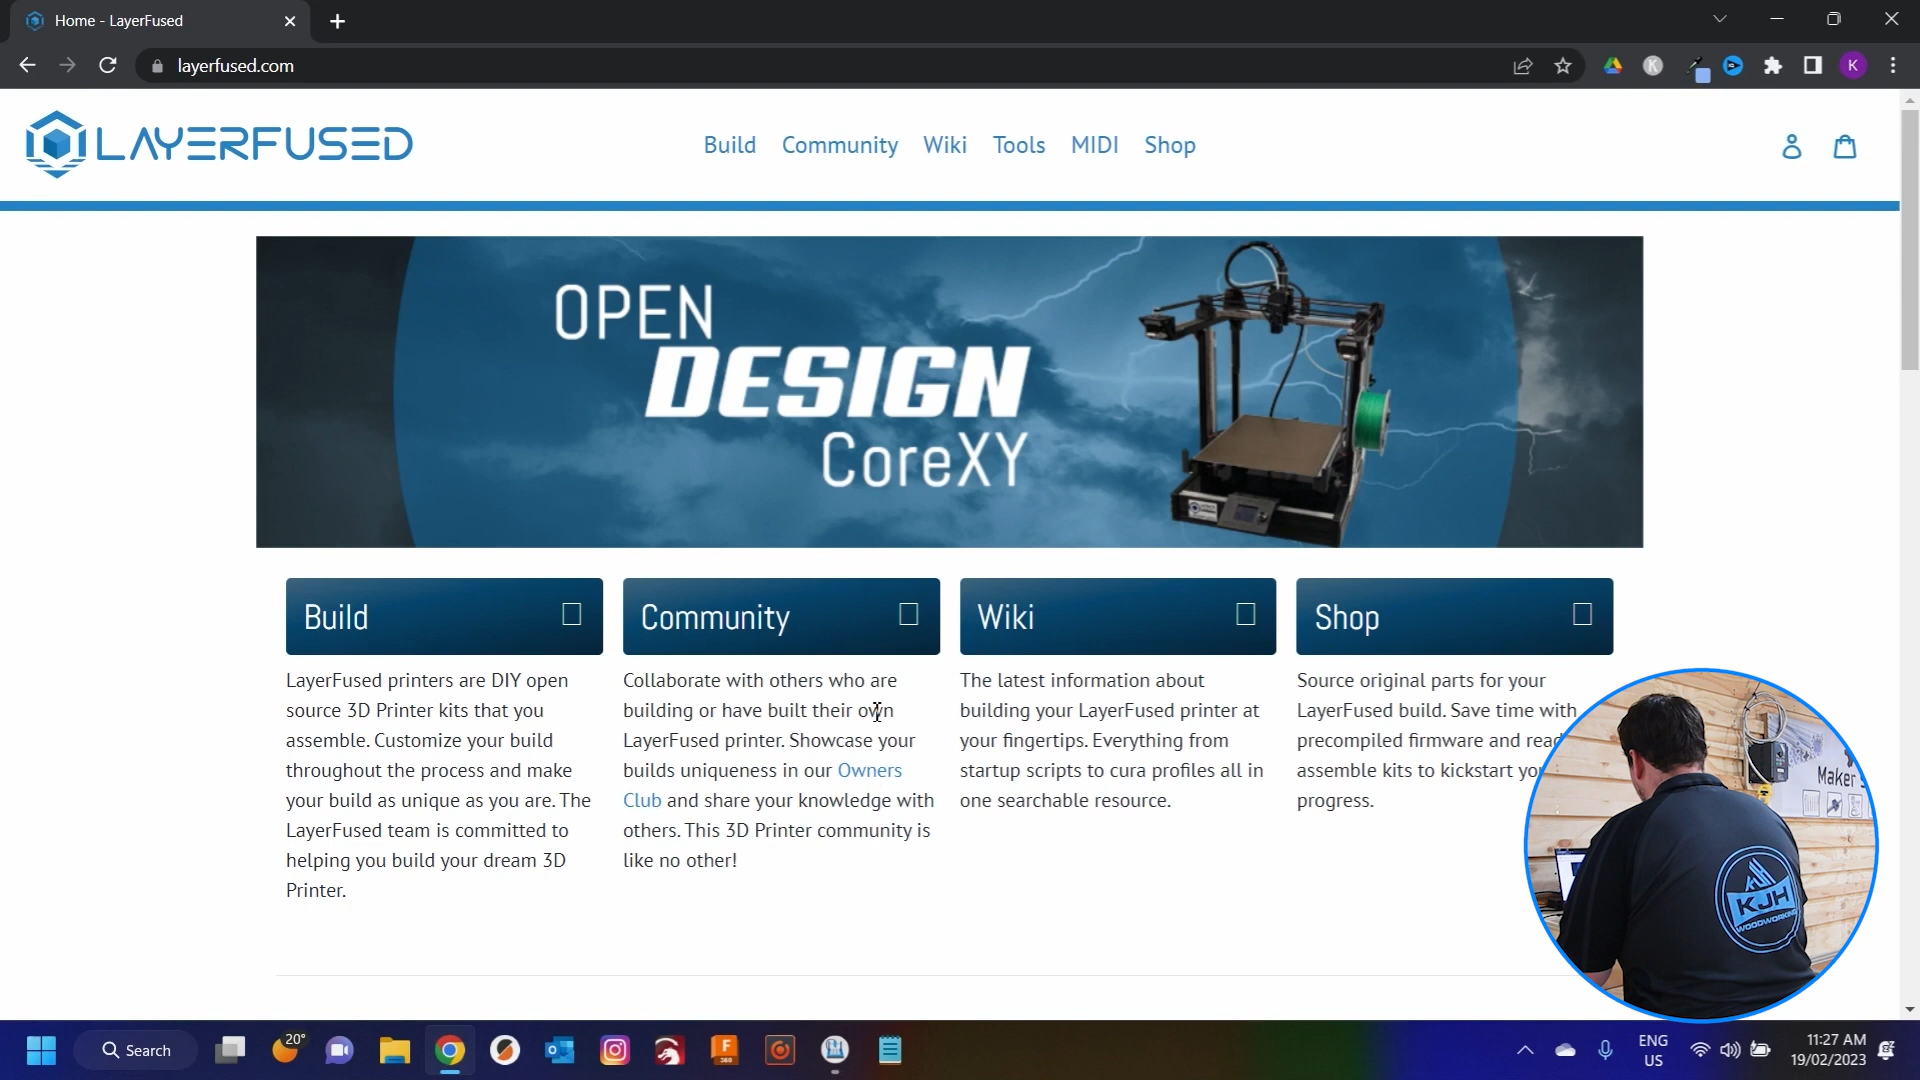 Home - LayerFused
layerfused.com
K
K
LAYERFUSED
Build Community Wiki Tools MIDI Shop
OPEN
DESIGN
CoreXY
Build
LayerFused printers are DIY open
source 3D Printer kits that you
assemble. Customize your build
throughout the process and make
your build as unique as you are. The
LayerFused team is committed to
helping you build your dream 3D
Printer.
Community
Collaborate with others who are
building or have built their own
LayerFused printer. Showcase your
builds uniqueness in our Owners
Club and share your knowledge with
others. This 3D Printer community is
like no other!
Wiki
The latest information about
building your LayerFused printer at
your fingertips. Everything from
startup scripts to cura profiles all in
one searchable resource.
Shop
Source original parts for your
LayerFused build. Save time with
precompiled firmware and
assemble kits to kickstart
progress.
Maker
KJH
WOODWORKING
Search
20°
F
360
ENG
US
11:27 AM
19/02/2023